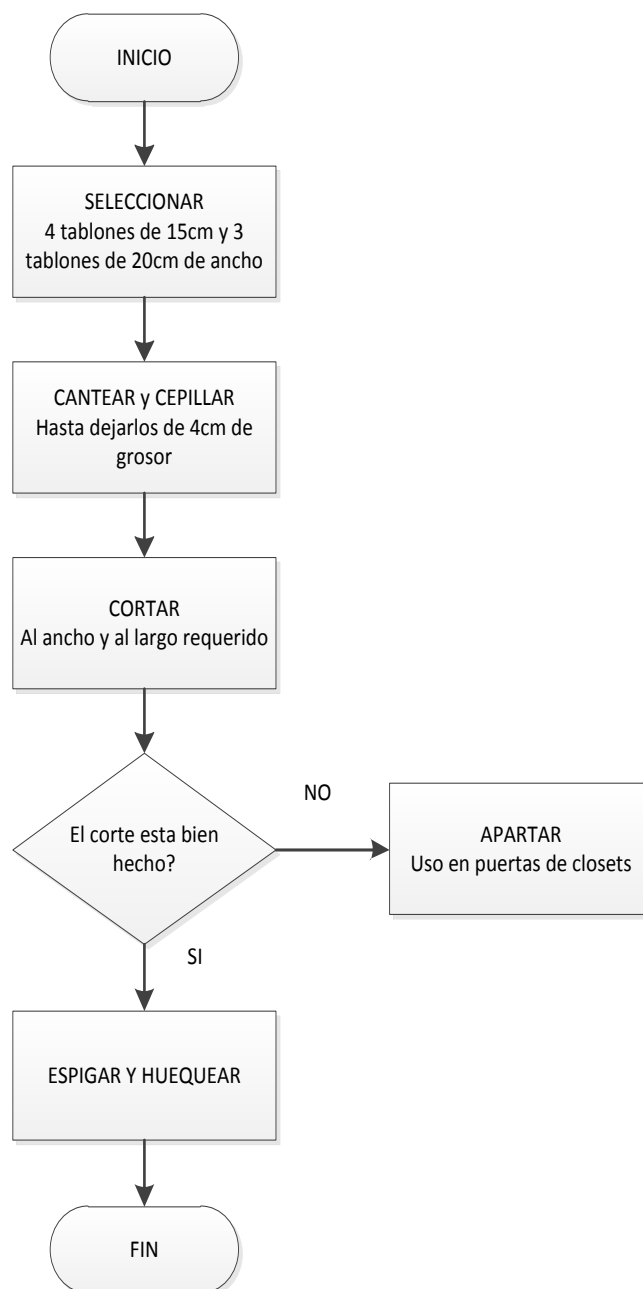 INICIO
SELECCIONAR
4 tablones de 15cm y 3
tablones de 20cm de ancho
CANTEAR y CEPILLAR
Hasta dejarlos de 4cm de
grosor
CORTAR
Al ancho y al largo requerido
El corte esta bien
hecho?
NO
APARTAR
Uso en puertas de closets
SI
ESPIGAR Y HUEQUEAR
FIN